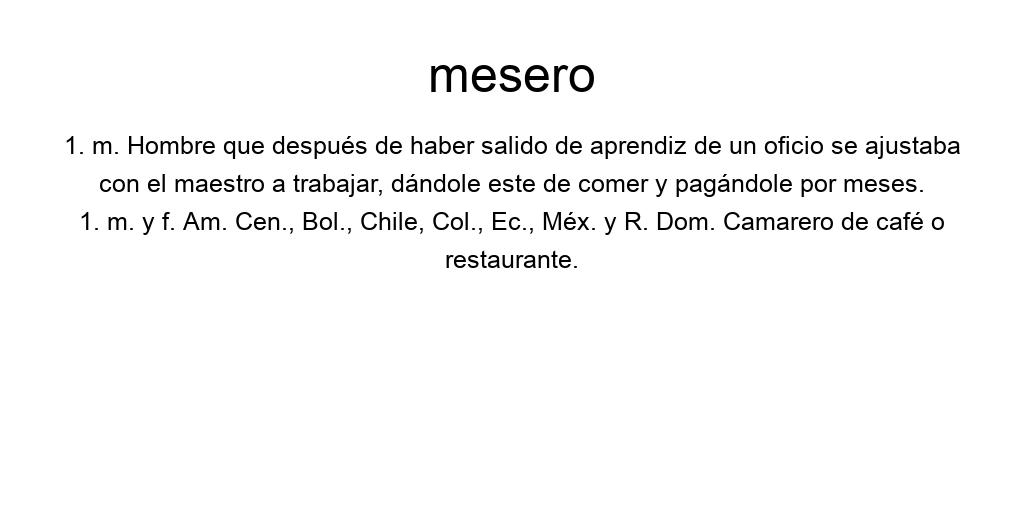 mesero
1. m. Hombre que después de haber salido de aprendiz de un oficio se ajustaba
con el maestro a trabajar, dándole este de comer y pagándole por meses.
1. m. y f. Am. Cen., Bol., Chile, Col., Ec., Méx. y R. Dom. Camarero de café o
restaurante.